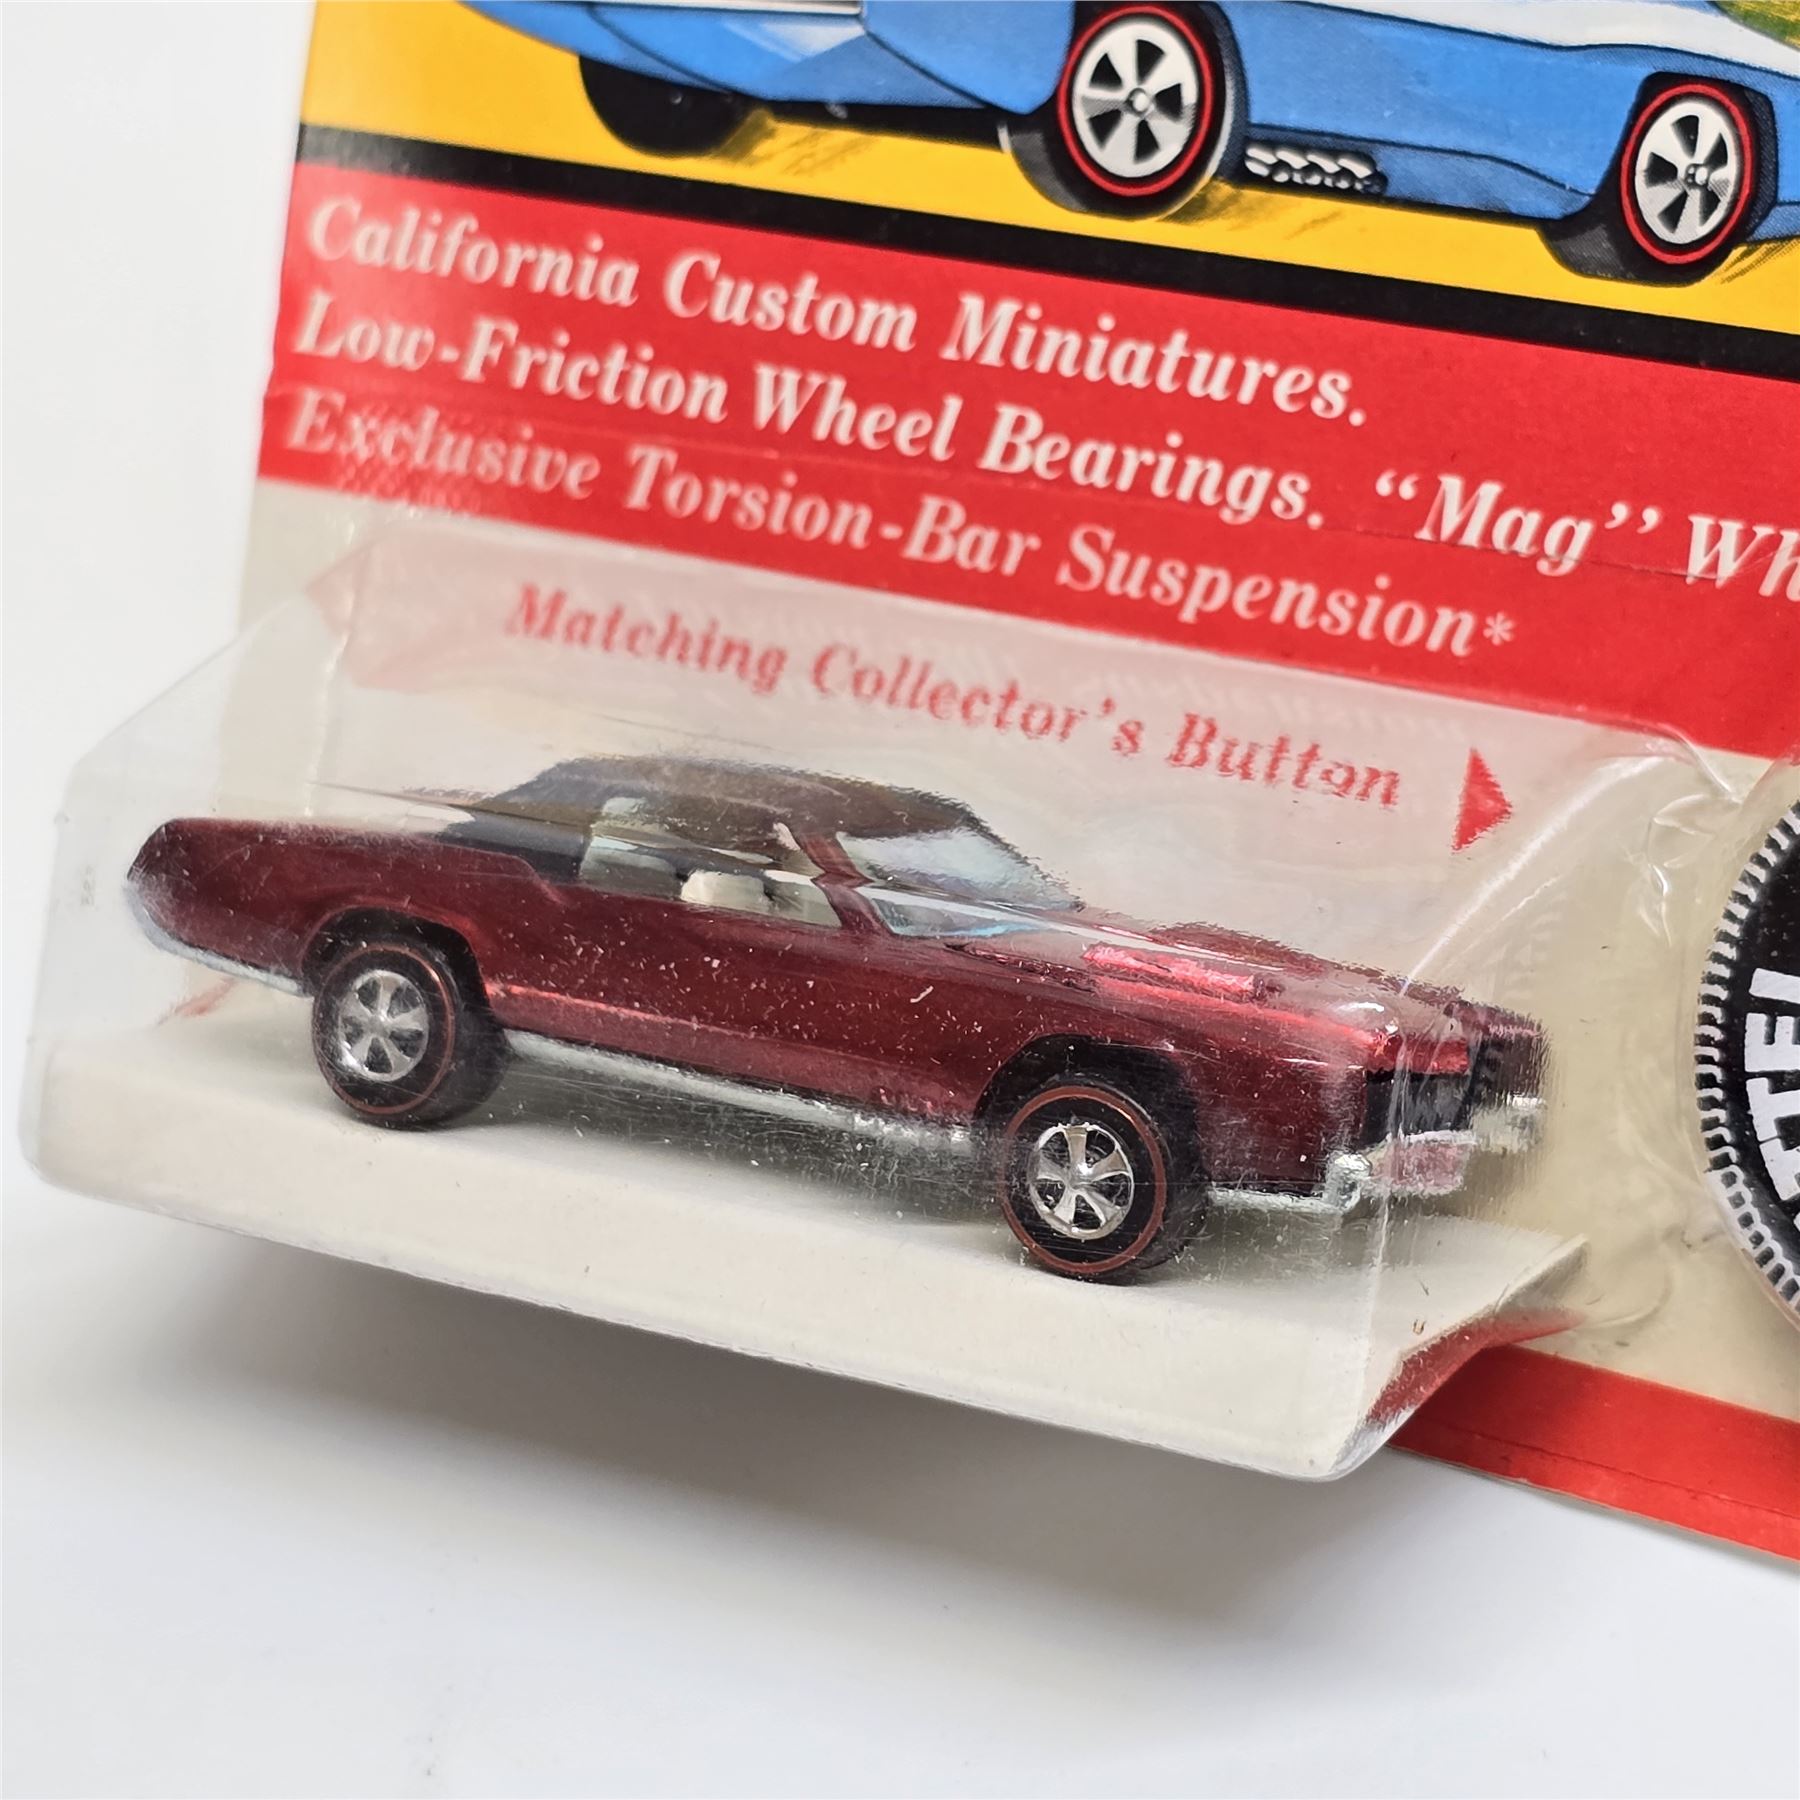 California Custom Miniatures.
Low-Friction Wheel Bearings. “Mag” Wh
Exclusive Torsion-Bar Suspension*
Matching Collector's Button